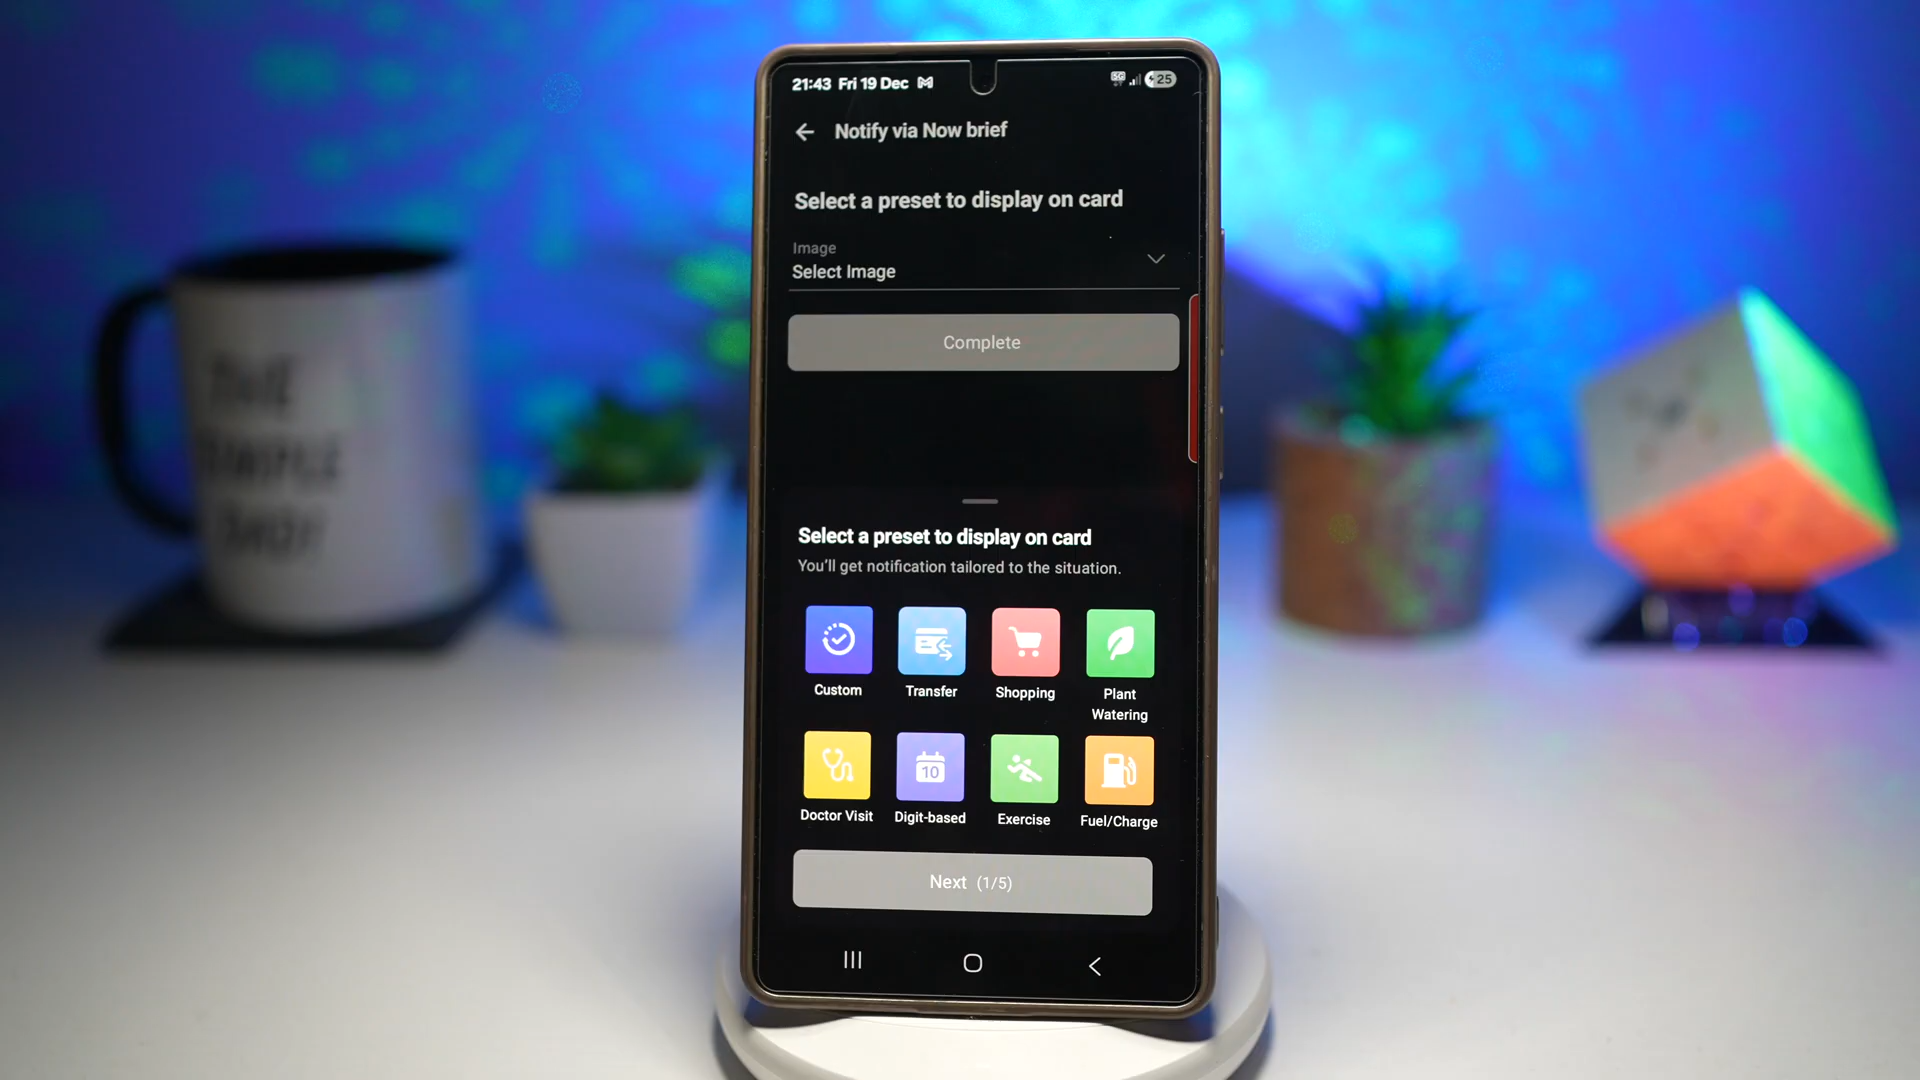 21:43 Fri 19 Dec
5G
25
Notify via Now brief
Select a preset to display on card
Image
Select Image
Complete
Select a preset to display on card
You'll get notification tailored to the situation.
Custom
Transfer
Shopping
Plant
Watering
10
Doctor Visit
Digit-based
Exercise
Fuel/Charge
Next (1/5)
THE